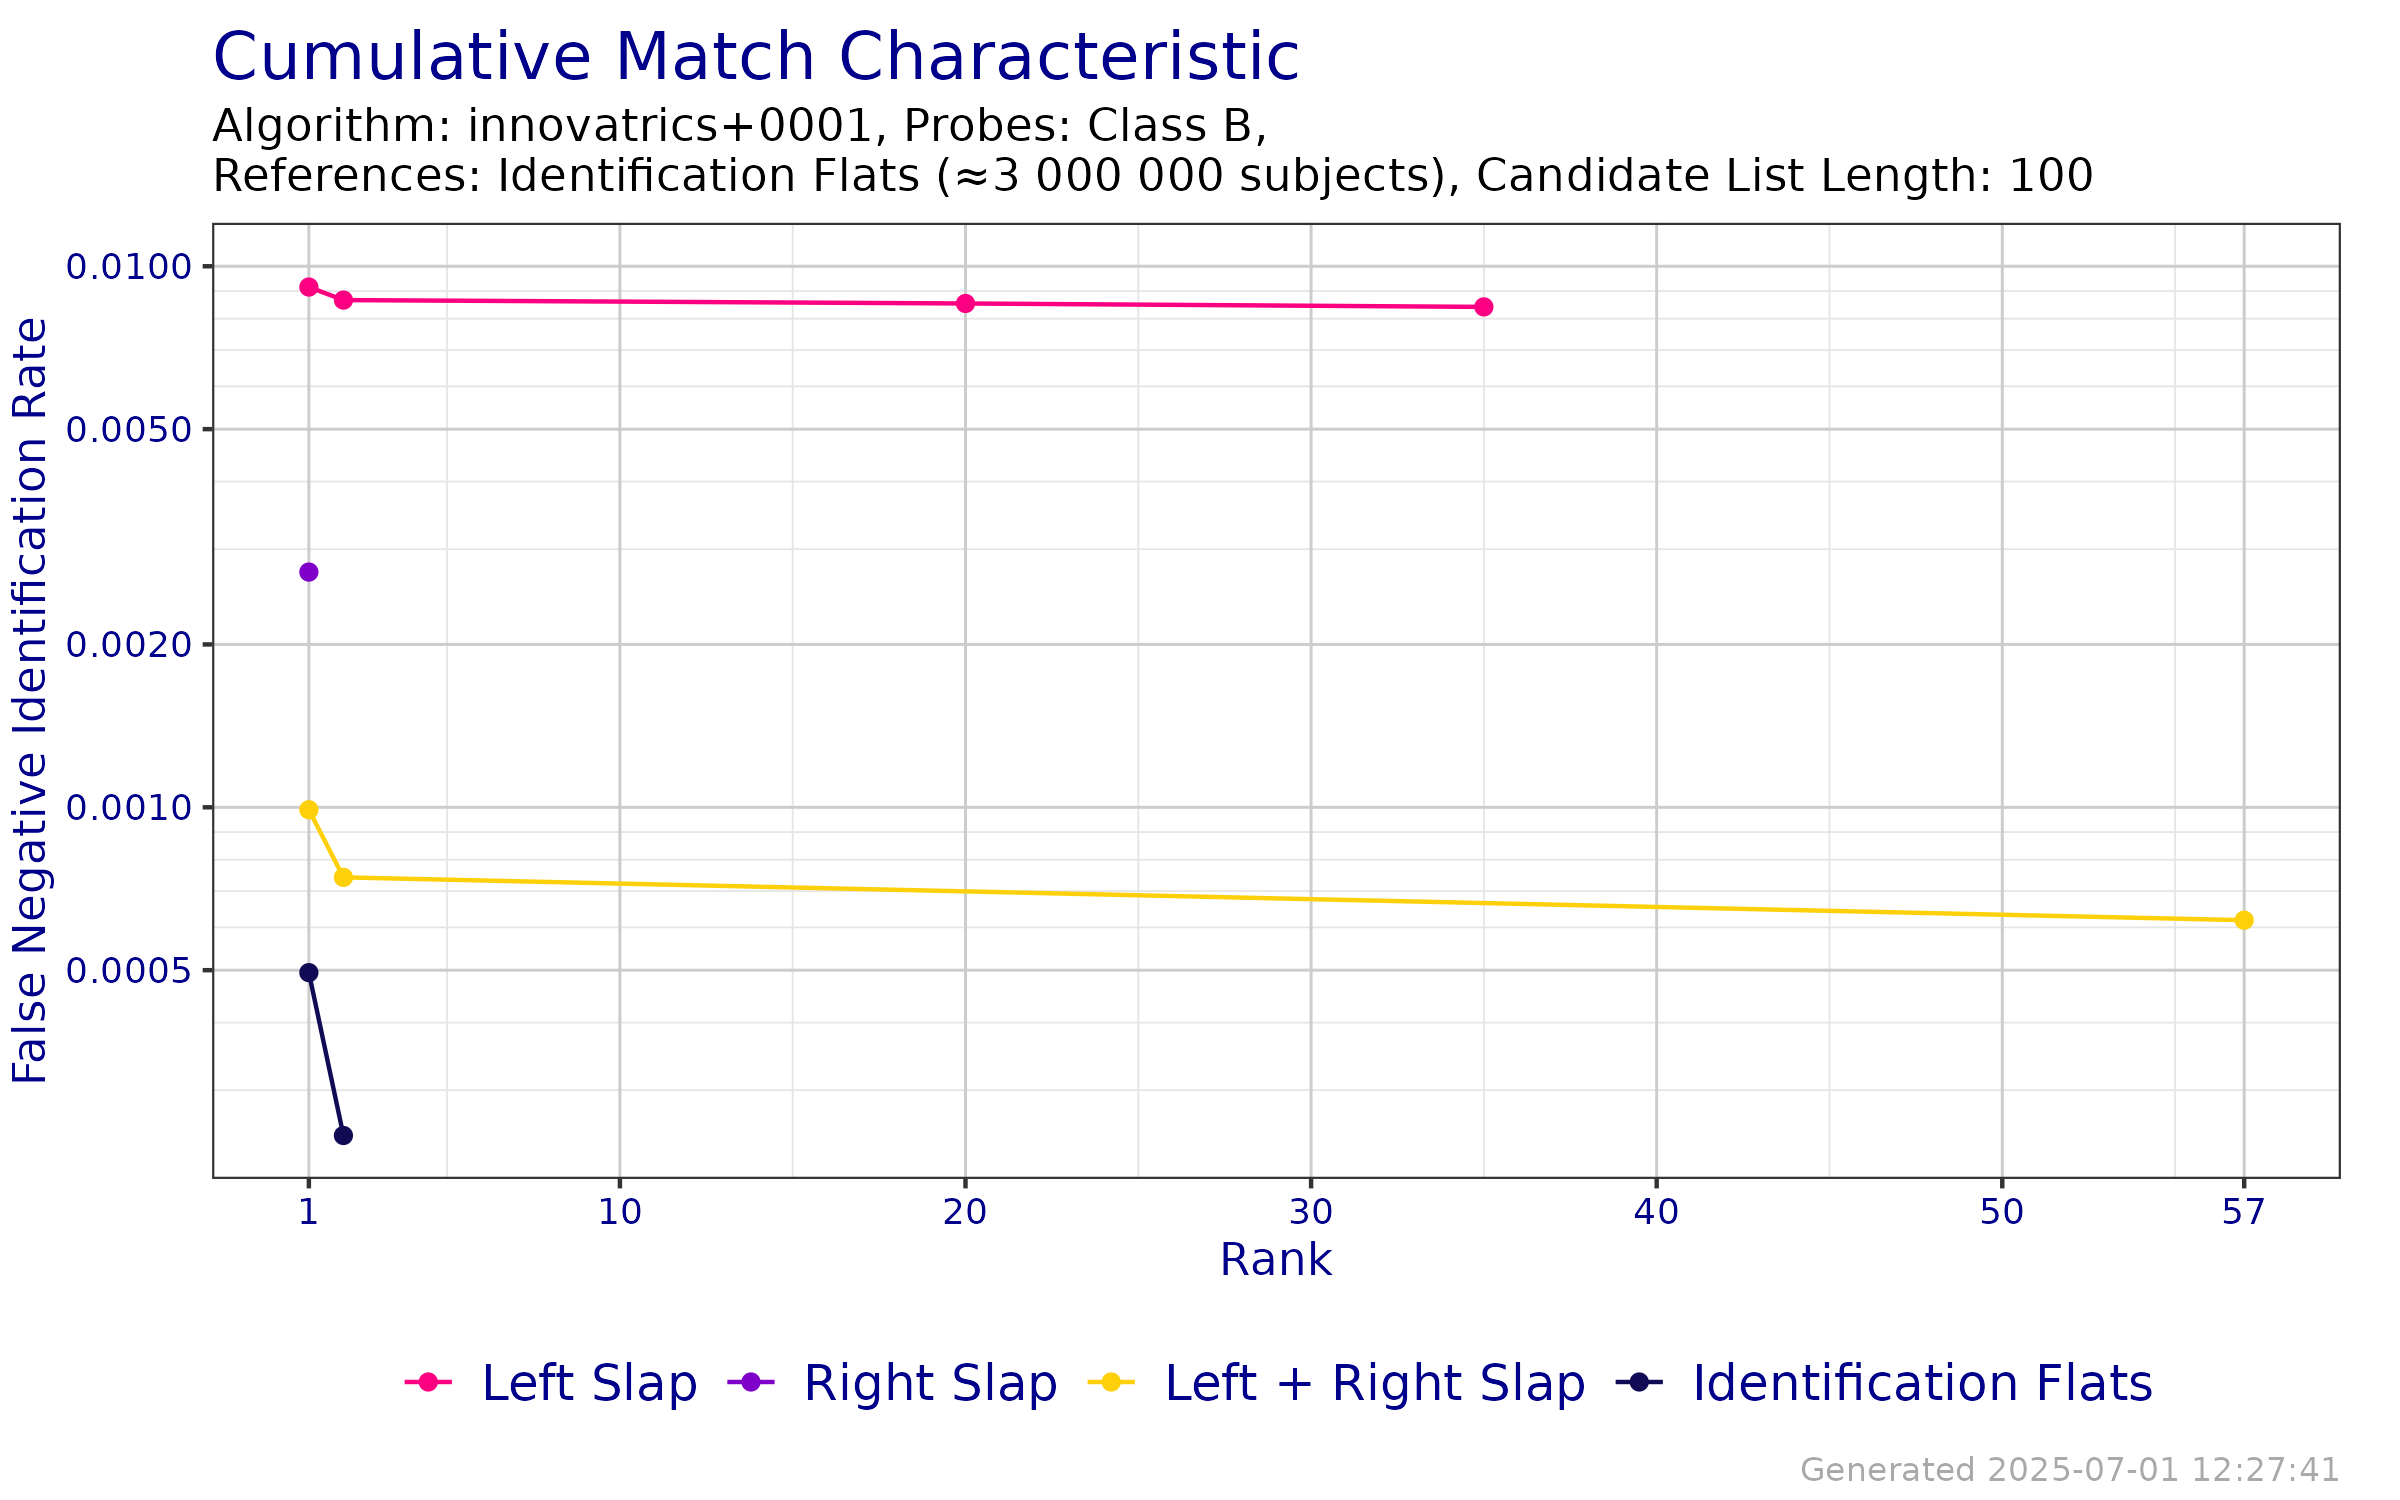 Cumulative Match Characteristic
Algorithm: innovatrics+0001, Probes: Class B,
References: Identification Flats (≈3 000 000 subjects), Candidate List Length: 100
False Negative Identification Rate
0.0100
0.0050
0.0020
0.0010
0.0005
1 10 20 30 40 50 57
Rank
Left Slap Right Slap Left + Right Slap Identification Flats
Generated 2025-07-01 12:27:41